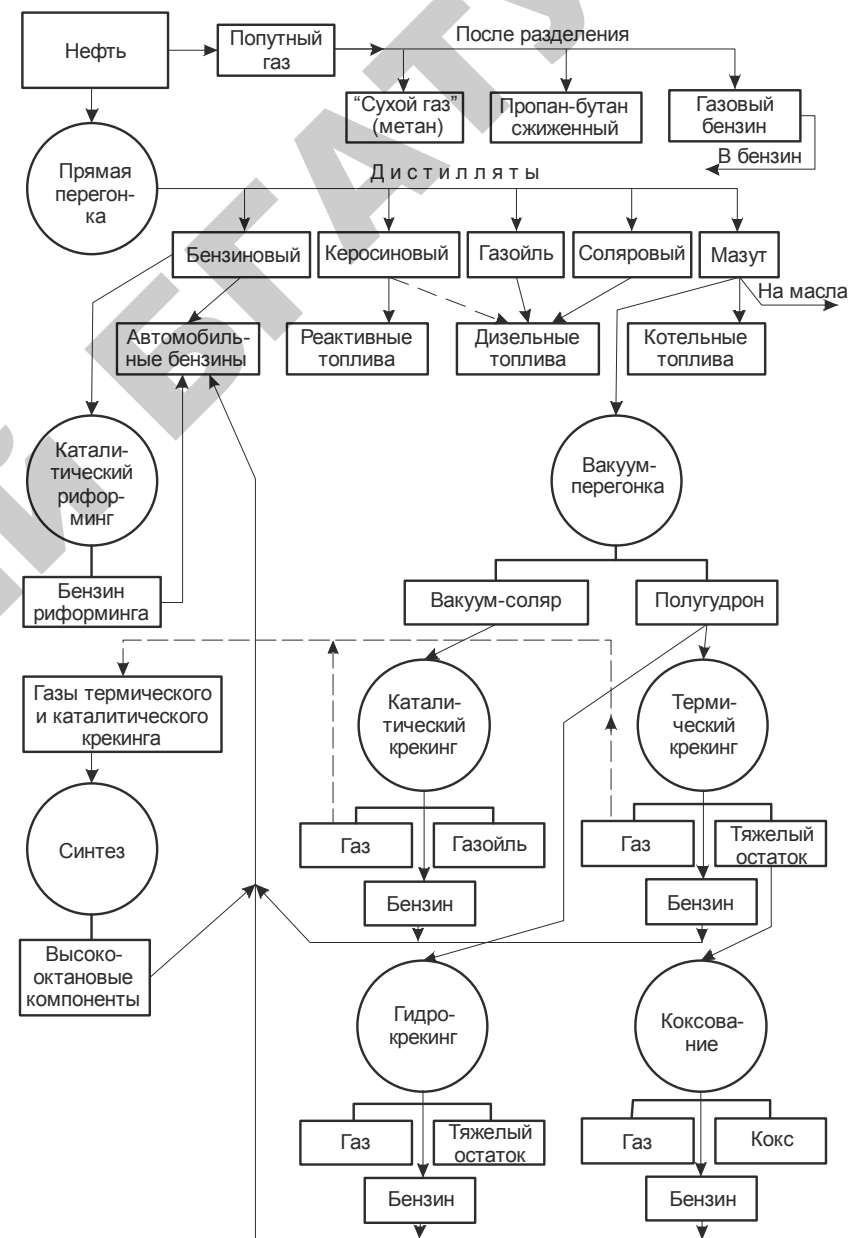 Нефть
Попутный
газ
После разделения
“Сухой газ”
(метан)
Пропан-бутан
сжиженный
Газовый
бензин
В бензин
Прямая
перегон-
ка
Дистилляты
Бензиновый
Керосиновый
Газойль
Соляровый
Мазут
На масла
Автомобиль-
ные бензины
Реактивные
топлива
Дизельные
топлива
Котельные
топлива
Катали-
тический
рифор-
минг
Вакуум-
перегонка
Бензин
риформинга
Вакуум-соляр
Полугудрон
Газы термического
и каталитического
крекинга
Катали-
тический
крекинг
Терми-
ческий
крекинг
Синтез
Газ
Газойль
Газ
Тяжелый
остаток
Бензин
Бензин
Высоко-
октановые
компоненты
Гидро-
крекинг
Коксова-
ние
Газ
Тяжелый
остаток
Газ
Кокс
Бензин
Бензин
БГАТУ